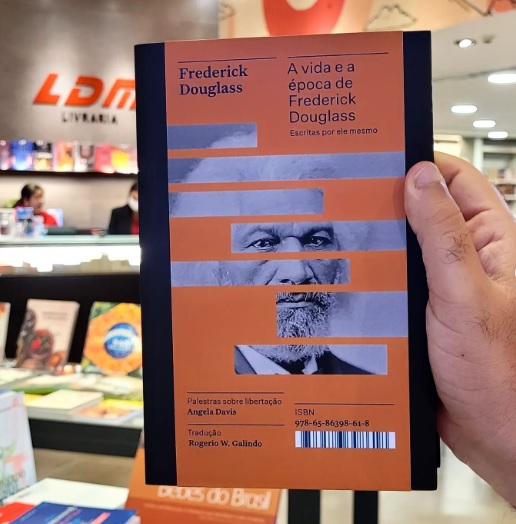 LDM
LIVRARIA
Frederick
Douglass
A vida e a
época de
Frederick
Douglass
Escritas por ele mesmo
Palestras sobre libertação
Angela Davis
Tradução
Rogerio W. Galindo
ISBN
978-65-86398-61-8
Bebês do Brasil